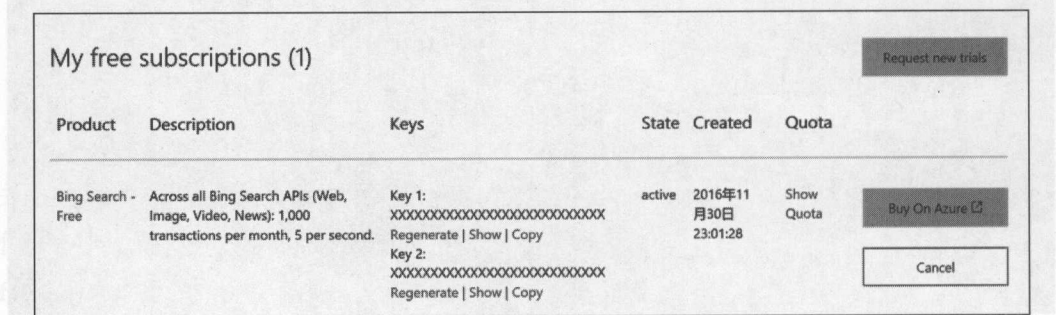 My free subscriptions (1)
Request new trials
Product Description Keys State Created Quota
Bing Search - Free
Across all Bing Search APIs (Web,
Image, Video, News): 1,000
transactions per month, 5 per second.
Key 1:
XXXXXXXXXXXXXXXXXXXXXXXXXXX
Regenerate | Show | Copy
Key 2:
XXXXXXXXXXXXXXXXXXXXXXXXXXX
Regenerate | Show | Copy
active
2016年11
月30日
23:01:28
Show
Quota
Buy On Azure
Cancel